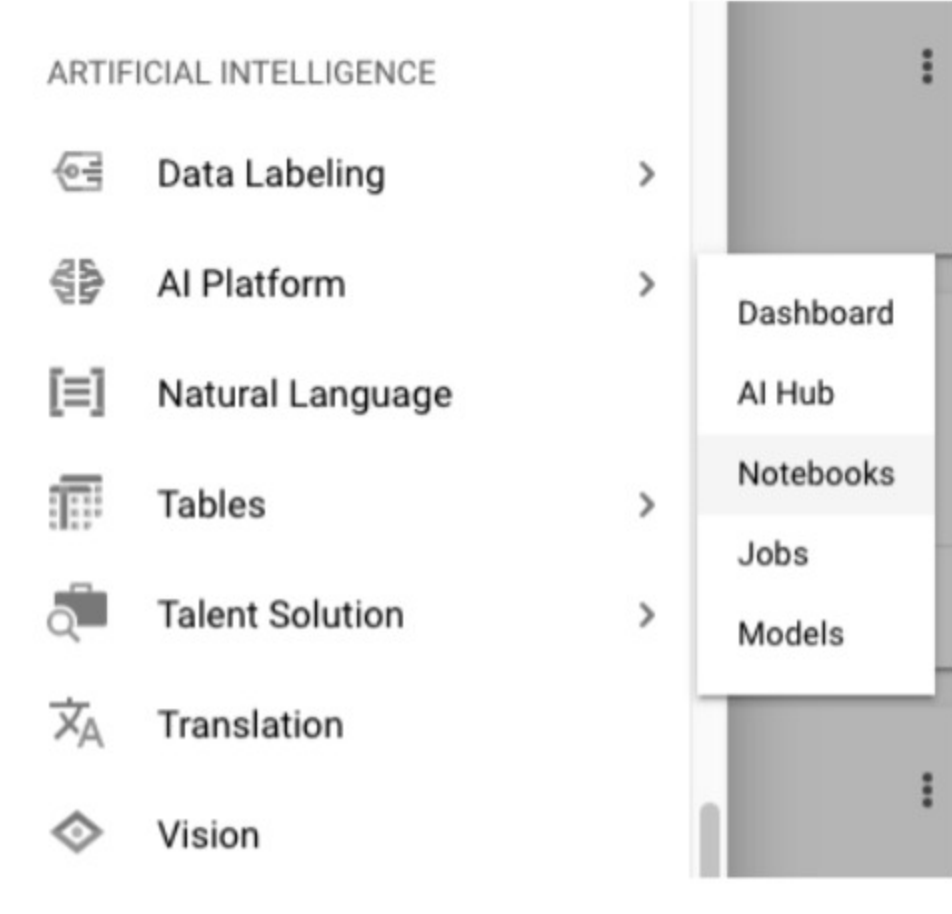 ARTIFICIAL INTELLIGENCE
Data Labeling
AI Platform
Natural Language
Tables
Talent Solution
Translation
Vision
Dashboard
AI Hub
Notebooks
Jobs
Models